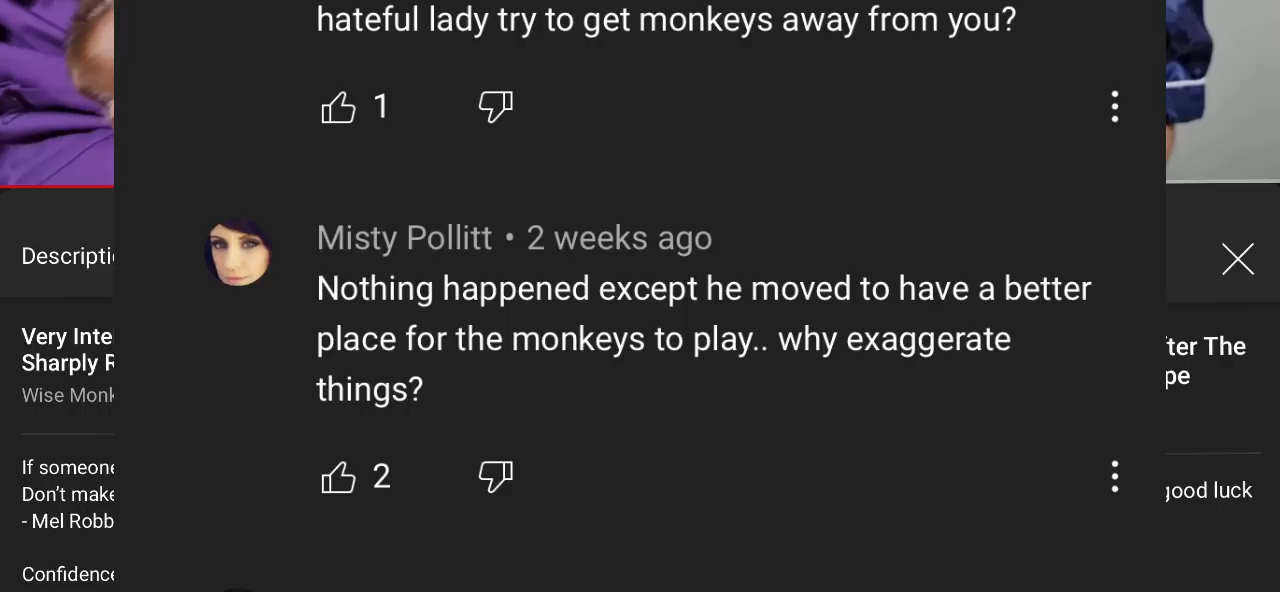 hateful lady try to get monkeys away from you?
1
Misty Pollitt • 2 weeks ago
Nothing happened except he moved to have a better
place for the monkeys to play.. why exaggerate
things?
2
Descripti
Very Inte
Sharply R
Wise Monk
If someone
Don't make
- Mel Robb
Confidence
fter The
pe
good luck